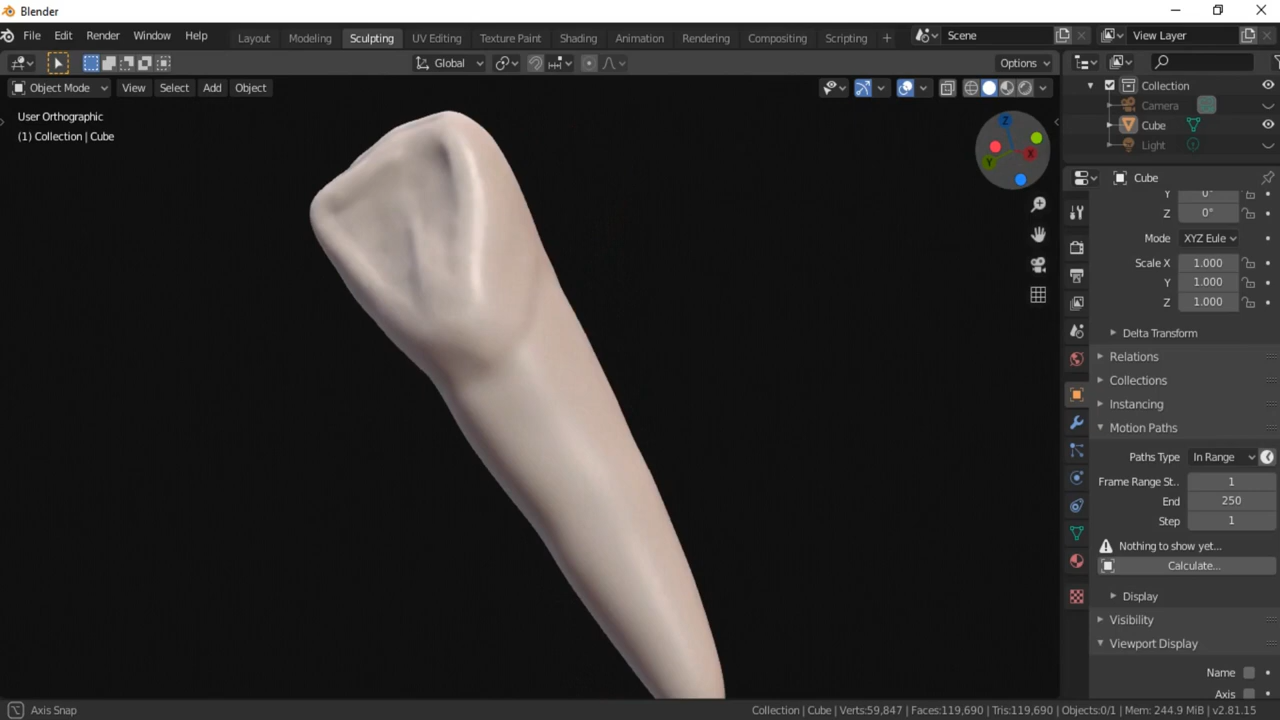 Blender
File Edit Render Window Help Layout Modeling Sculpting UV Editing Texture Paint Shading Animation Rendering Compositing Scripting + Scene View Layer
Global Options
Object Mode View Select Add Object
User Orthographic
(1) Collection | Cube
Z
Y
X
Collection
Camera
Cube
Light
Cube
Y 0°
Z 0°
Mode XYZ Eule
Scale X 1.000
Y 1.000
Z 1.000
Delta Transform
Relations
Collections
Instancing
Motion Paths
Paths Type In Range
Frame Range St.. 1
End 250
Step 1
Nothing to show yet...
Calculate...
Display
Visibility
Viewport Display
Name
Axis
Axis Snap
Collection | Cube | Verts:59,847 | Faces:119,690 | Tris:119,690 | Objects:0/1 | Mem: 244.9 MiB | v2.81.15